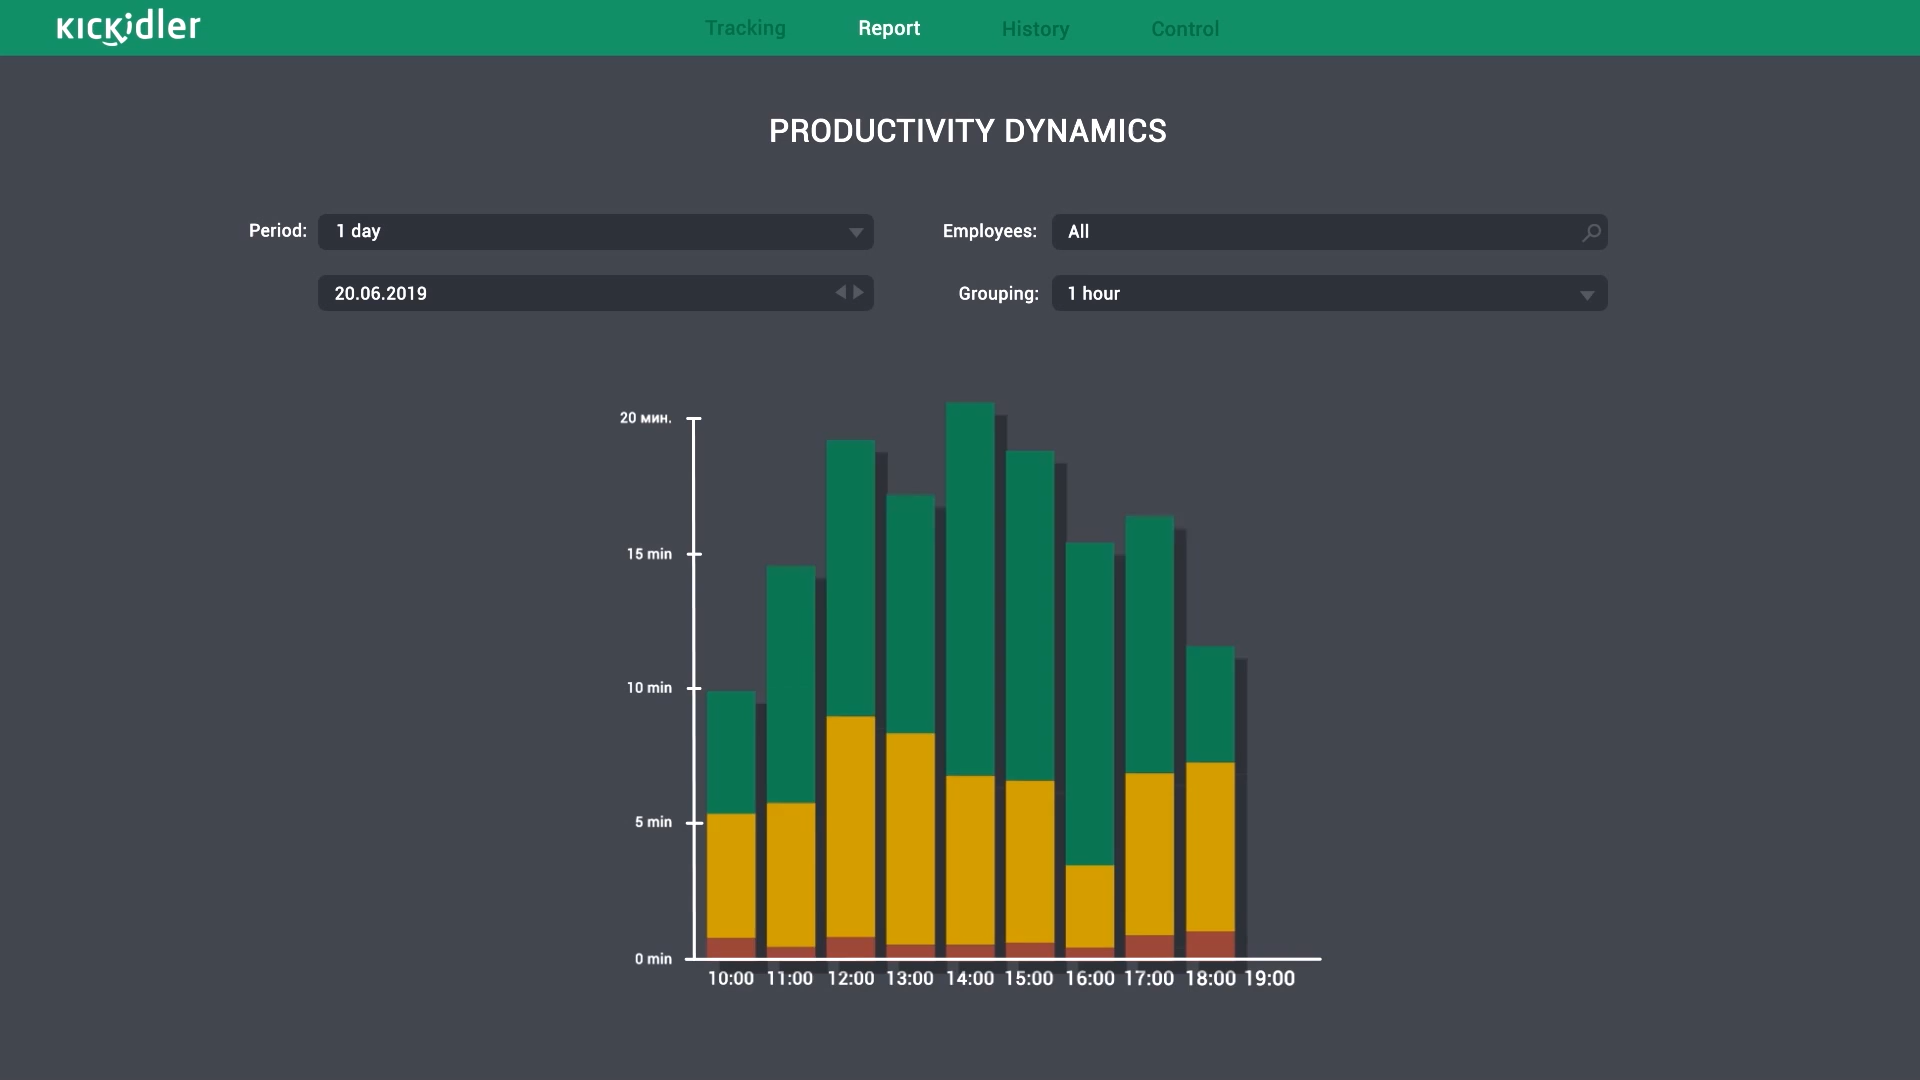 KICKiDLER
Tracking Report History Control
PRODUCTIVITY DYNAMICS
Period: 1 day Employees: All
20.06.2019 Grouping: 1 hour
20 мин.
15 min
10 min
5 min
0 min
10:00 11:00 12:00 13:00 14:00 15:00 16:00 17:00 18:00 19:00